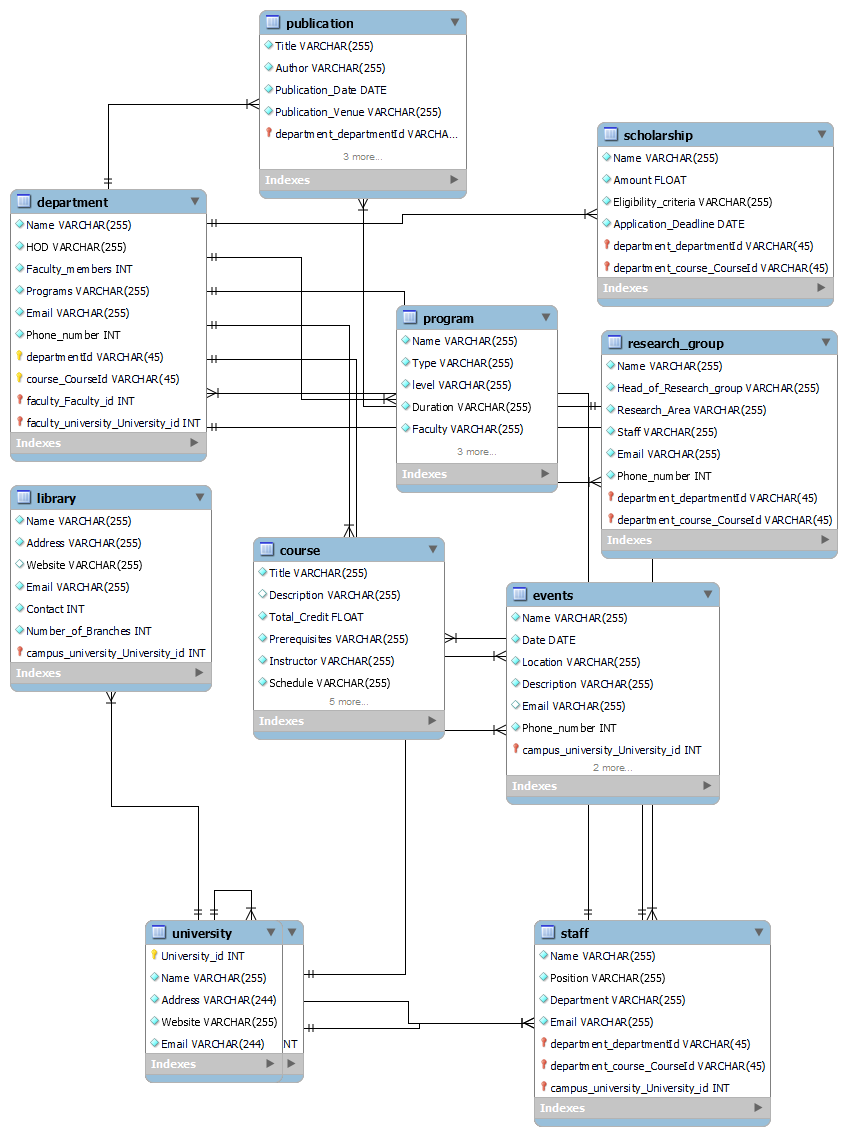 publication
Title VARCHAR(255)
Author VARCHAR(255)
Publication_Date DATE
Publication_Venue VARCHAR(255)
department_departmentId VARCHA...
3 more...
Indexes
scholarship
Name VARCHAR(255)
Amount FLOAT
Eligibility_criteria VARCHAR(255)
Application_Deadline DATE
department_departmentId VARCHAR(45)
department_course_CourseId VARCHAR(45)
Indexes
department
Name VARCHAR(255)
HOD VARCHAR(255)
Faculty_members INT
Programs VARCHAR(255)
Email VARCHAR(255)
Phone_number INT
departmentId VARCHAR(45)
course_CourseId VARCHAR(45)
faculty_Faculty_id INT
faculty_university_University_id INT
Indexes
program
Name VARCHAR(255)
Type VARCHAR(255)
level VARCHAR(255)
Duration VARCHAR(255)
Faculty VARCHAR(255)
3 more...
Indexes
research_group
Name VARCHAR(255)
Head_of_Research_group VARCHAR(255)
Research_Area VARCHAR(255)
Staff VARCHAR(255)
Email VARCHAR(255)
Phone_number INT
department_departmentId VARCHAR(45)
department_course_CourseId VARCHAR(45)
Indexes
library
Name VARCHAR(255)
Address VARCHAR(255)
Website VARCHAR(255)
Email VARCHAR(255)
Contact INT
Number_of_Branches INT
campus_university_University_id INT
Indexes
course
Title VARCHAR(255)
Description VARCHAR(255)
Total_Credit FLOAT
Prerequisites VARCHAR(255)
Instructor VARCHAR(255)
Schedule VARCHAR(255)
5 more...
Indexes
events
Name VARCHAR(255)
Date DATE
Location VARCHAR(255)
Description VARCHAR(255)
Email VARCHAR(255)
Phone_number INT
campus_university_University_id INT
2 more...
Indexes
university
University_id INT
Name VARCHAR(255)
Address VARCHAR(244)
Website VARCHAR(255)
Email VARCHAR(244)
NT
Indexes
staff
Name VARCHAR(255)
Position VARCHAR(255)
Department VARCHAR(255)
Email VARCHAR(255)
department_departmentId VARCHAR(45)
department_course_CourseId VARCHAR(45)
campus_university_University_id INT
Indexes